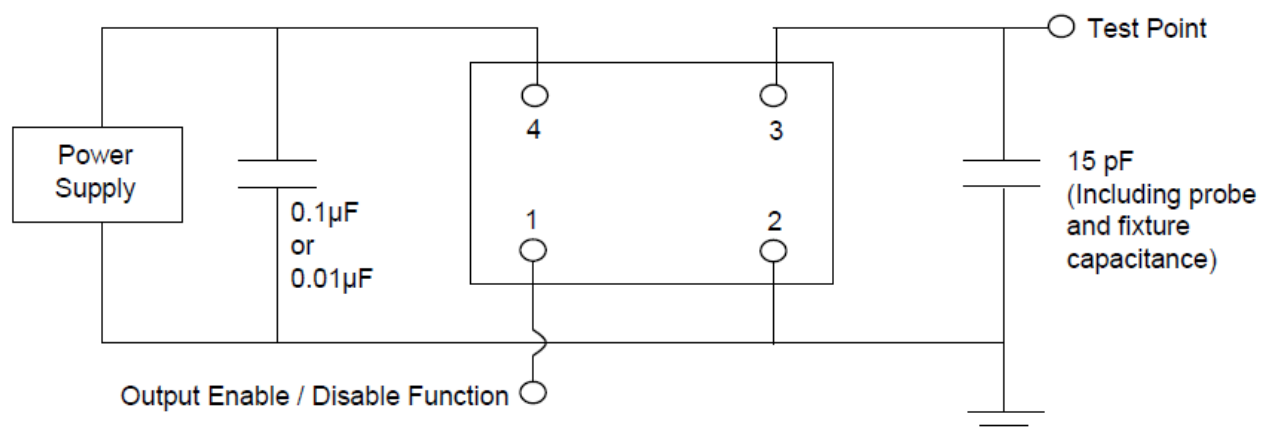 Test Point
4
3
Power
Supply
15 pF
(Including probe
and fixture
capacitance)
0.1µF
or
0.01µF
1
2
Output Enable / Disable Function